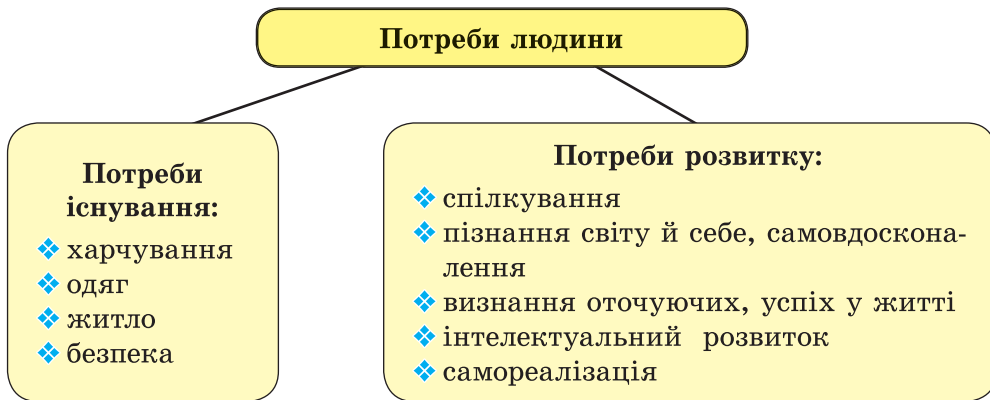 Потреби людини
Потреби
існування:
❖ харчування
❖ одяг
❖ житло
❖ безпека
Потреби розвитку:
❖ спілкування
❖ пізнання світу й себе, самовдоскона-
лення
❖ визнання оточуючих, успіх у житті
❖ інтелектуальний розвиток
❖ самореалізація